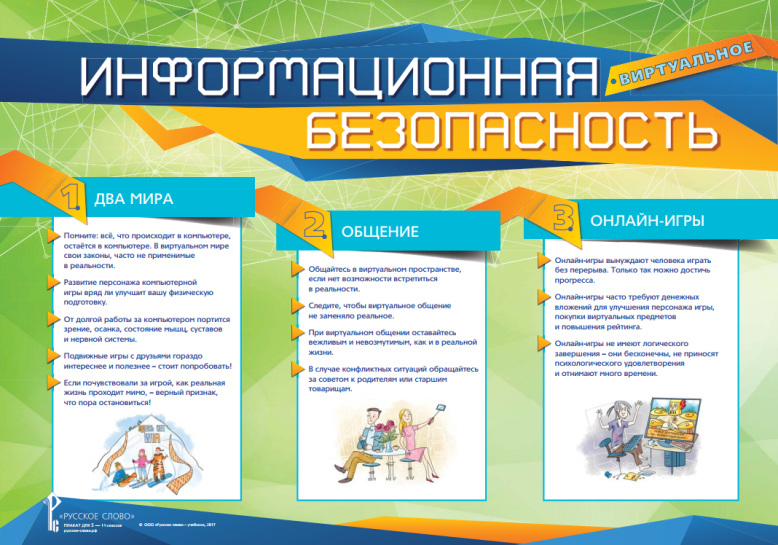 ИНФОРМАЦИОННАЯ
ВИРТУАЛЬНОЕ
БЕЗОПАСНОСТЬ
1. ДВА МИРА
Помните: всё, что происходит в компьютере,
остаётся в компьютере. В виртуальном мире
свои законы, часто не применимые
в реальности.
Развитие персонажа компьютерной
игры вряд ли улучшит вашу физическую
подготовку.
От долгой работы за компьютером портится
зрение, осанка, состояние мышц, суставов
и нервной системы.
Подвижные игры с друзьями гораздо
интереснее и полезнее – стоит попробовать!
Если почувствовали за игрой, как реальная
жизнь проходит мимо, – верный признак,
что пора остановиться!
2. ОБЩЕНИЕ
Общайтесь в виртуальном пространстве,
если нет возможности встретиться
в реальности.
Следите, чтобы виртуальное общение
не заменяло реальное.
При виртуальном общении оставайтесь
вежливым и невозмутимым, как и в реальной
жизни.
В случае конфликтных ситуаций обращайтесь
за советом к родителям или старшим
товарищам.
3. ОНЛАЙН-ИГРЫ
Онлайн-игры вынуждают человека играть
без перерыва. Только так можно достичь
прогресса.
Онлайн-игры часто требуют денежных
вложений для улучшения персонажа игры,
покупки виртуальных предметов
и повышения рейтинга.
Онлайн-игры не имеют логического
завершения – они бесконечны, не приносят
психологического удовлетворения
и отнимают много времени.
«РУССКОЕ СЛОВО»
ПЛАКАТ ДЛЯ 5 – 11 классов
русское-слово.рф
© ООО «Русское слово – учебник», 2017